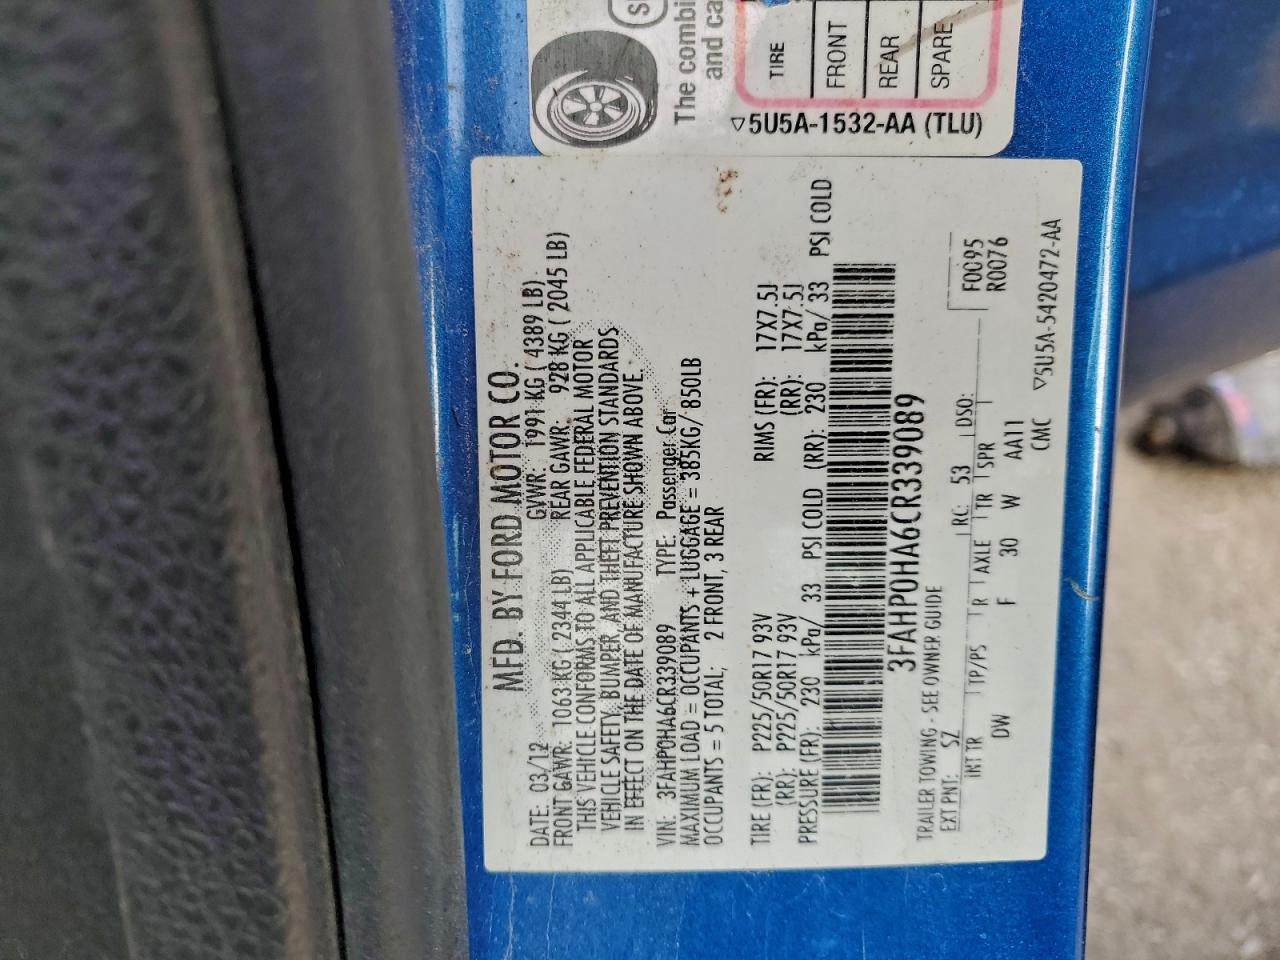 The combi
and ca
TIRE
FRONT
REAR
SPARE
▽5U5A-1532-AA (TLU)
MFD. BY FORD MOTOR CO.
DATE: 03/12 GVWR: 1991 KG ( 4389 LB)
FRONT GAWR: 1063 KG ( 2344 LB) REAR GAWR: 928 KG ( 2045 LB)
THIS VEHICLE CONFORMS TO ALL APPLICABLE FEDERAL MOTOR
VEHICLE SAFETY, BUMPER, AND THEFT PREVENTION STANDARDS
IN EFFECT ON THE DATE OF MANUFACTURE SHOWN ABOVE.
VIN: 3FAHP0HA6CR339089 TYPE: Passenger Car
MAXIMUM LOAD = OCCUPANTS + LUGGAGE = 385KG/ 850LB
OCCUPANTS = 5 TOTAL; 2 FRONT, 3 REAR
TIRE (FR): P225/50R17 93V RIMS (FR): 17X7.5J
(RR): P225/50R17 93V (RR): 17X7.5J
PRESSURE (FR): 230 kPa/ 33 PSI COLD (RR): 230 kPa/ 33 PSI COLD
3FAHP0HA6CR339089
TRAILER TOWING - SEE OWNER GUIDE F0095
EXT PNT: SZ RC: 53 DSO: R0076
INT TR TP/PS R AXLE TR SPR
DW F 30 W AA11
CMC ▽5U5A-5420472-AA